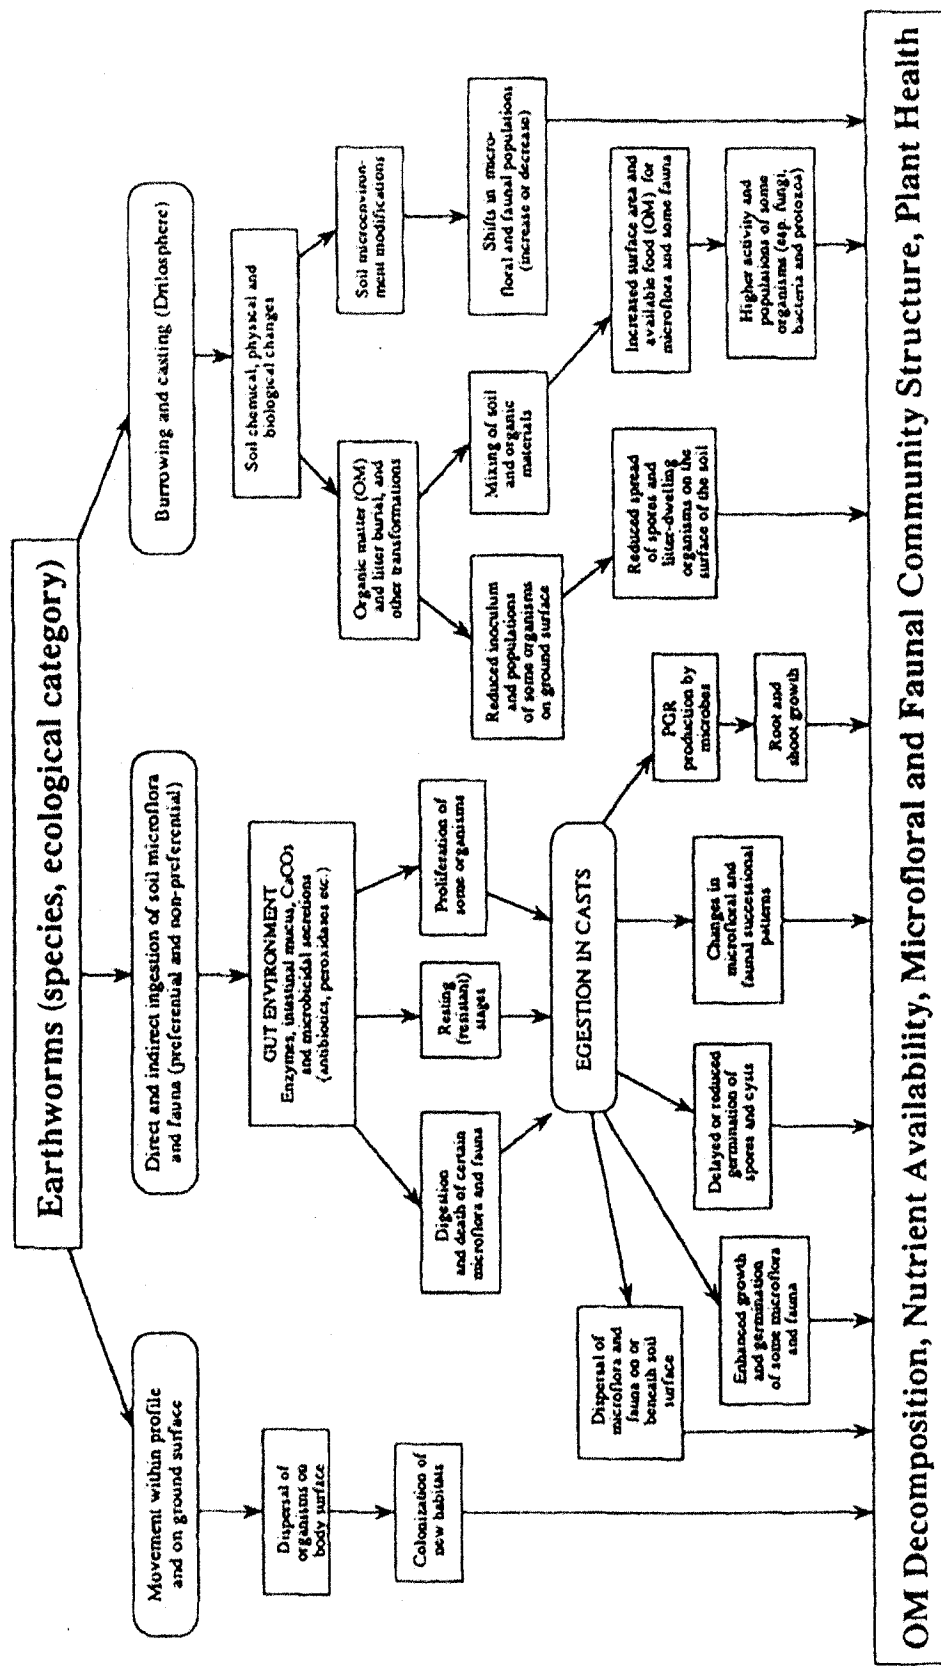 Earthworms (species, ecological category)
Movement within profile
and on ground surface
Direct and indirect ingestion of soil microflora
and fauna (preferential and non-preferential)
Burrowing and casting (Drilosphere)
Dispersal of
organisms on
body surface
Colonization of
new habitats
GUT ENVIRONMENT
Enzymes, intestinal mucus, CaCO3
and microbicidal secretions
(antibiotics, peroxidases etc.)
Digestion
and death of certain
microflora and fauna
Resting
(resistant)
stages
Proliferation of
some organisms
EGESTION IN CASTS
Dispersal of
microflora and
fauna on or
beneath soil
surface
Enhanced growth
and germination
of some microflora
and fauna
Delayed or reduced
germination of
spores and cysts
Changes in
microfloral and
faunal successional
patterns
PGR
production by
microbes
Root and
shoot growth
Soil chemical, physical and
biological changes
Organic matter (OM)
and litter burial, and
other transformations
Soil microenviron-
ment modifications
Reduced inoculum
and populations
of some organisms
on ground surface
Mixing of soil
and organic
materials
Shifts in micro-
floral and faunal populations
(increase or decrease)
Reduced spread
of spores and
litter-dwelling
organisms on the
surface of the soil
Increased surface area and
available food (OM) for
microflora and some fauna
Higher activity and
populations of some
organisms (esp. fungi,
bacteria and protozoa)
OM Decomposition, Nutrient Availability, Microfloral and Faunal Community Structure, Plant Health